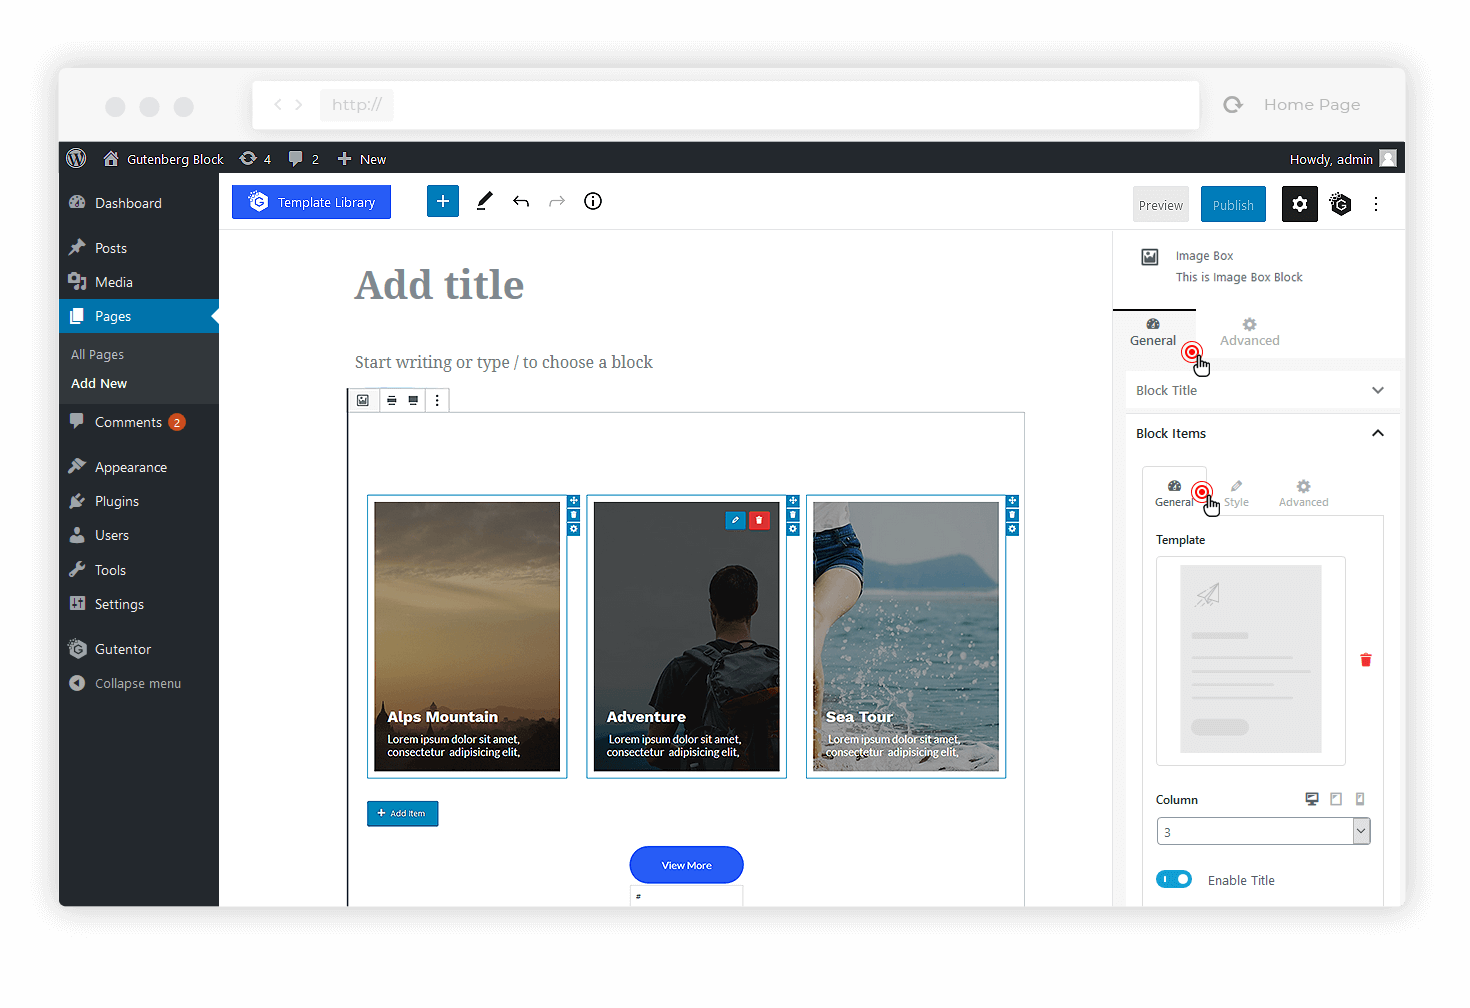 http://
Home Page
Gutenberg Block
4
2
New
Howdy, admin
Dashboard
Posts
Media
Pages
All Pages
Add New
Comments 2
Appearance
Plugins
Users
Tools
Settings
Gutentor
Collapse menu
Template Library
Preview
Publish
Add title
Start writing or type / to choose a block
Alps Mountain
Lorem ipsum dolor sit amet,
consectetur adipisicing elit,
Adventure
Lorem ipsum dolor sit amet,
consectetur adipisicing elit,
Sea Tour
Lorem ipsum dolor sit amet,
consectetur adipisicing elit,
+ Add Item
View More
#
Image Box
This is Image Box Block
General
Advanced
Block Title
Block Items
General
Style
Advanced
Template
Column
3
Enable Title